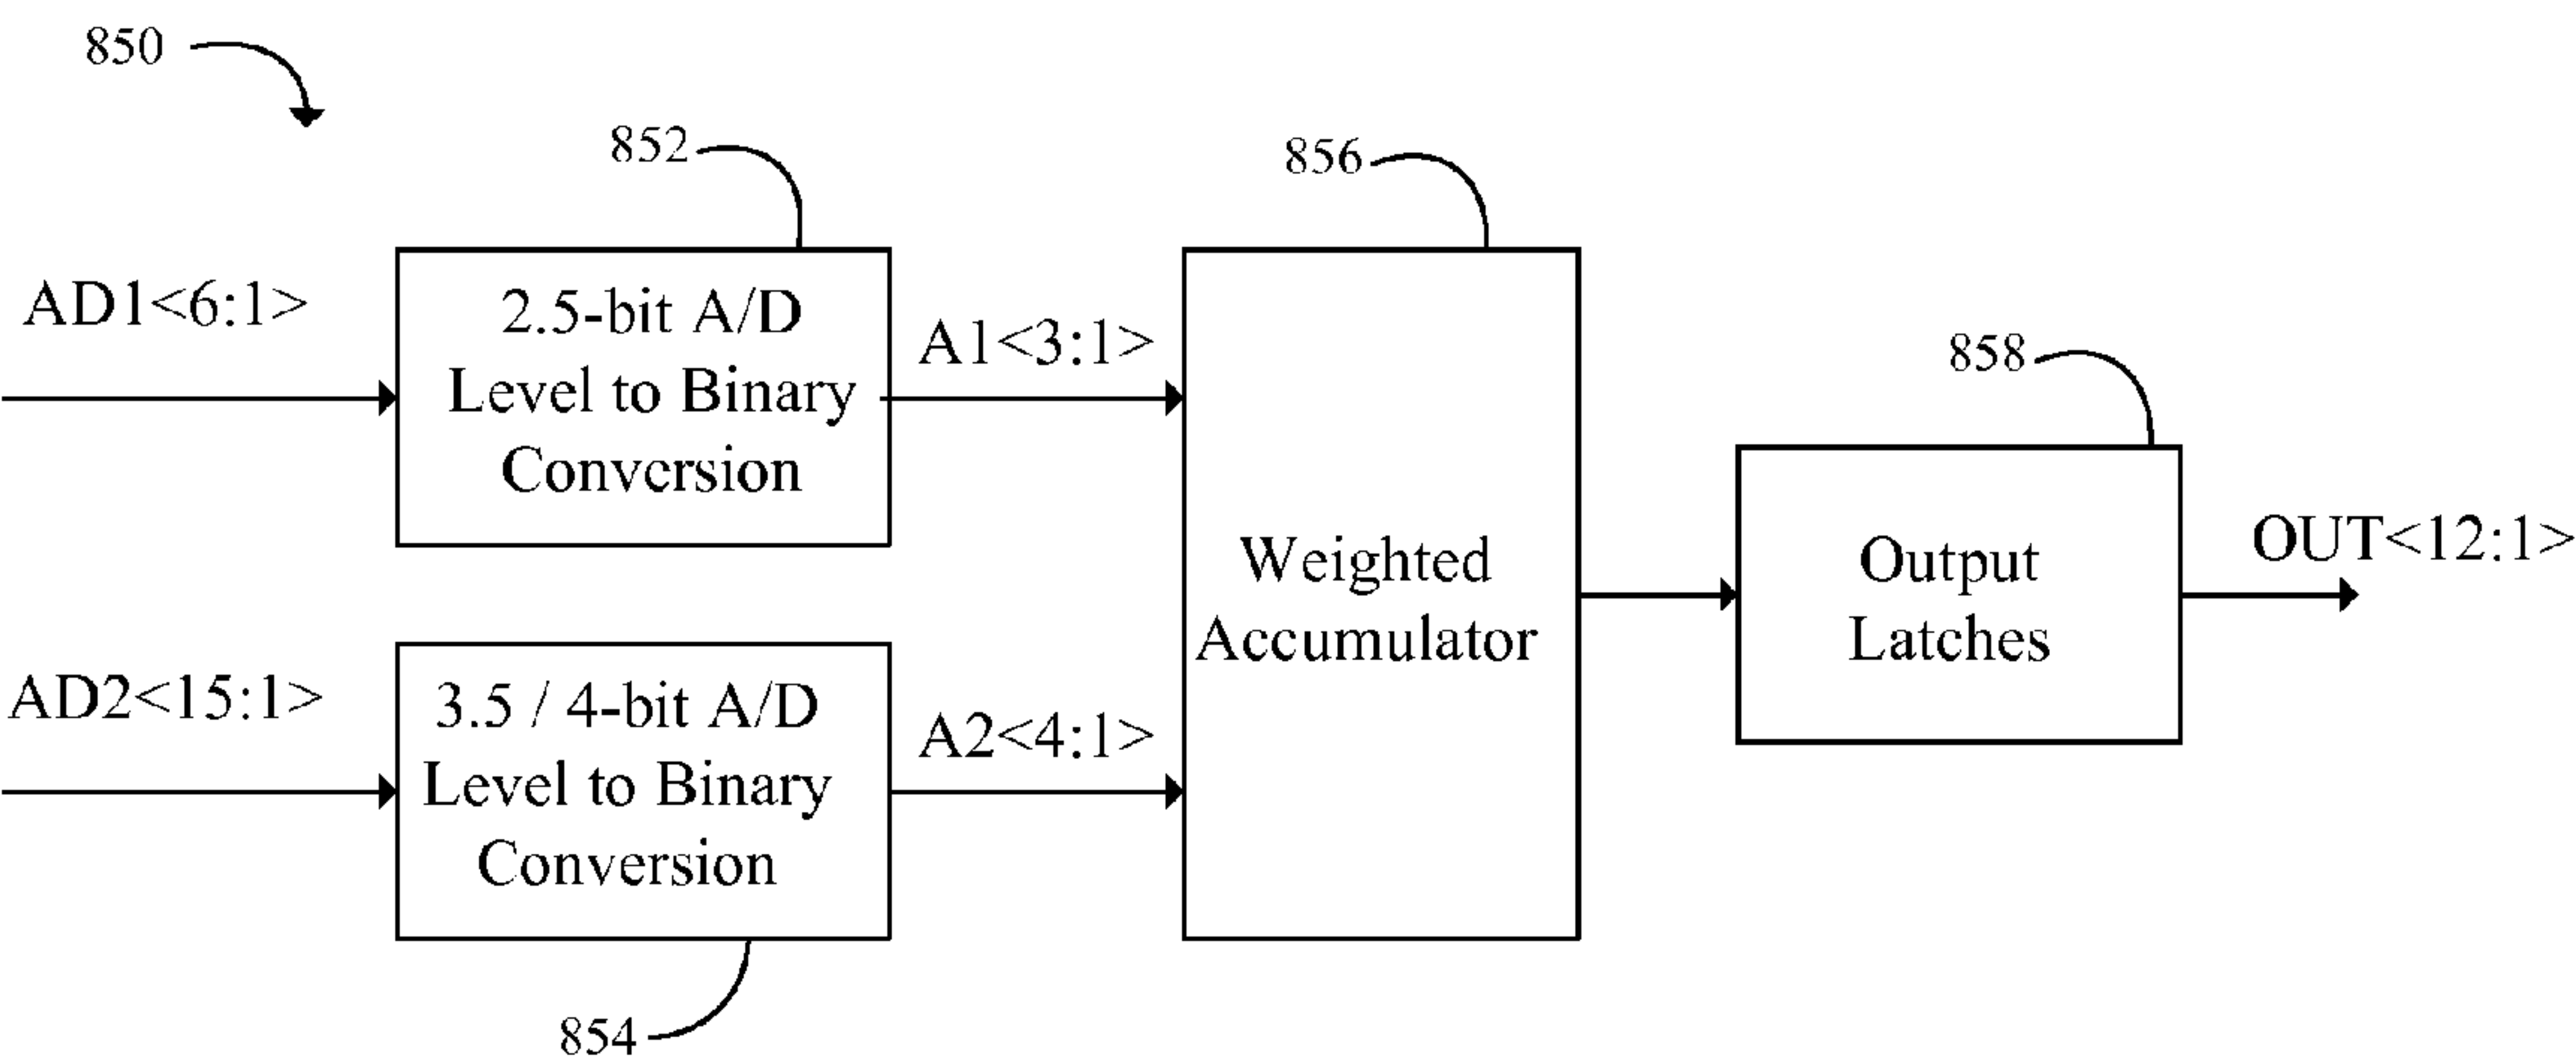 850
852
856
AD1<6:1>
2.5-bit A/D
Level to Binary
Conversion
A1<3:1>
858
AD2<15:1>
3.5 / 4-bit A/D
Level to Binary
Conversion
A2<4:1>
Weighted
Accumulator
Output
Latches
OUT<12:1>
854